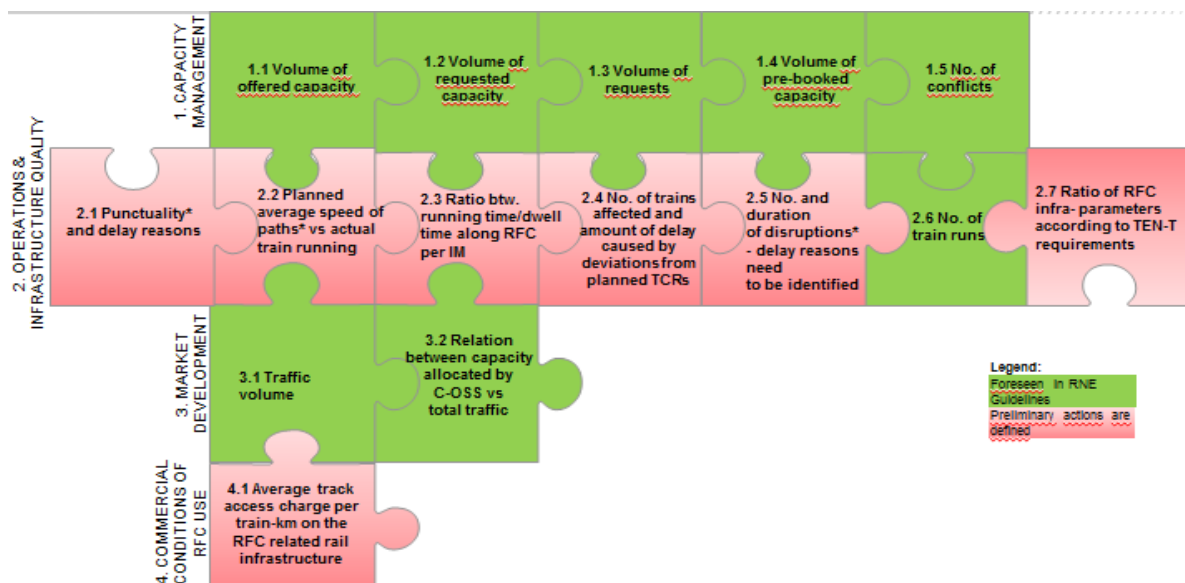 1. CAPACITY
MANAGEMENT
1.1 Volume of
offered capacity
1.2 Volume of
requested
capacity
1.3 Volume of
requests
1.4 Volume of
pre-booked
capacity
1.5 No. of
conflicts
2. OPERATIONS &
INFRASTRUCTURE QUALITY
2.1 Punctuality*
and delay reasons
2.2 Planned
average speed of
paths* vs actual
train running
2.3 Ratio btw.
running time/dwell
time along RFC
per IM
2.4 No. of trains
affected and
amount of delay
caused by
deviations from
planned TCRs
2.5 No. and
duration
of disruptions*
- delay reasons
need
to be identified
2.6 No. of
train runs
2.7 Ratio of RFC
infra- parameters
according to TEN-T
requirements
3. MARKET
DEVELOPMENT
3.1 Traffic
volume
3.2 Relation
between capacity
allocated by
C-OSS vs
total traffic
Legend:
Foreseen in RNE
Guidelines
Preliminary actions are
defined
4. COMMERCIAL
CONDITIONS OF
RFC USE
4.1 Average track
access charge per
train-km on the
RFC related rail
infrastructure